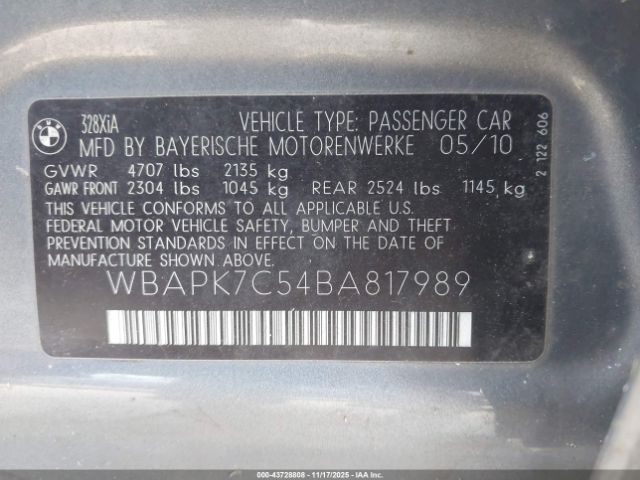 BMW
328XiA VEHICLE TYPE: PASSENGER CAR
MFD BY BAYERISCHE MOTORENWERKE 05/10
GVWR 4707 lbs 2135 kg
GAWR FRONT 2304 lbs 1045 kg REAR 2524 lbs 1145 kg
THIS VEHICLE CONFORMS TO ALL APPLICABLE U.S.
FEDERAL MOTOR VEHICLE SAFETY, BUMPER AND THEFT
PREVENTION STANDARDS IN EFFECT ON THE DATE OF
MANUFACTURE SHOWN ABOVE.
WBAPK7C54BA817989
2 122 606
000-43728808 - 11/17/2025 - IAA, Inc.